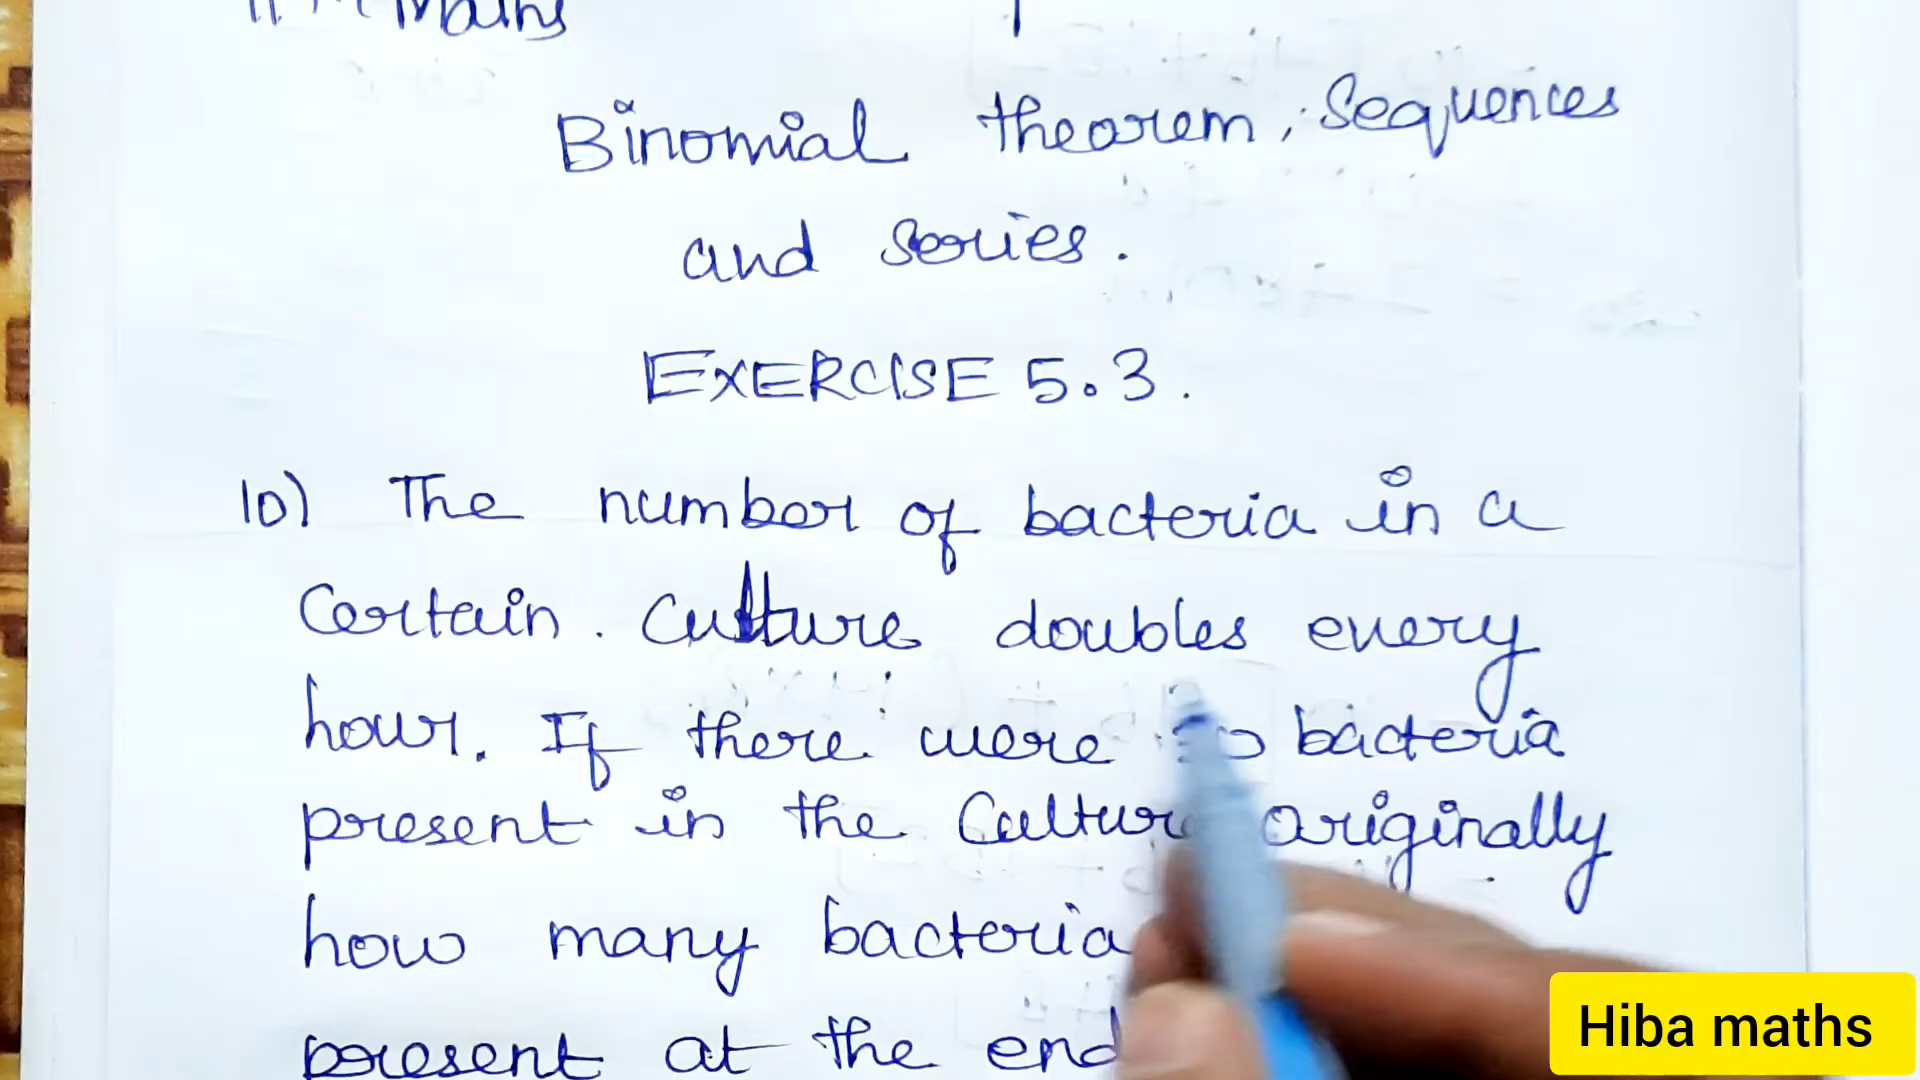 Maths
Binomial theorem, Sequences
and series.
EXERCISE 5.3.
10) The number of bacteria in a
Certain. Culture doubles every
hour. If there were bacteria
present in the Culture originally
how many bacteria
present at the end
Hiba maths